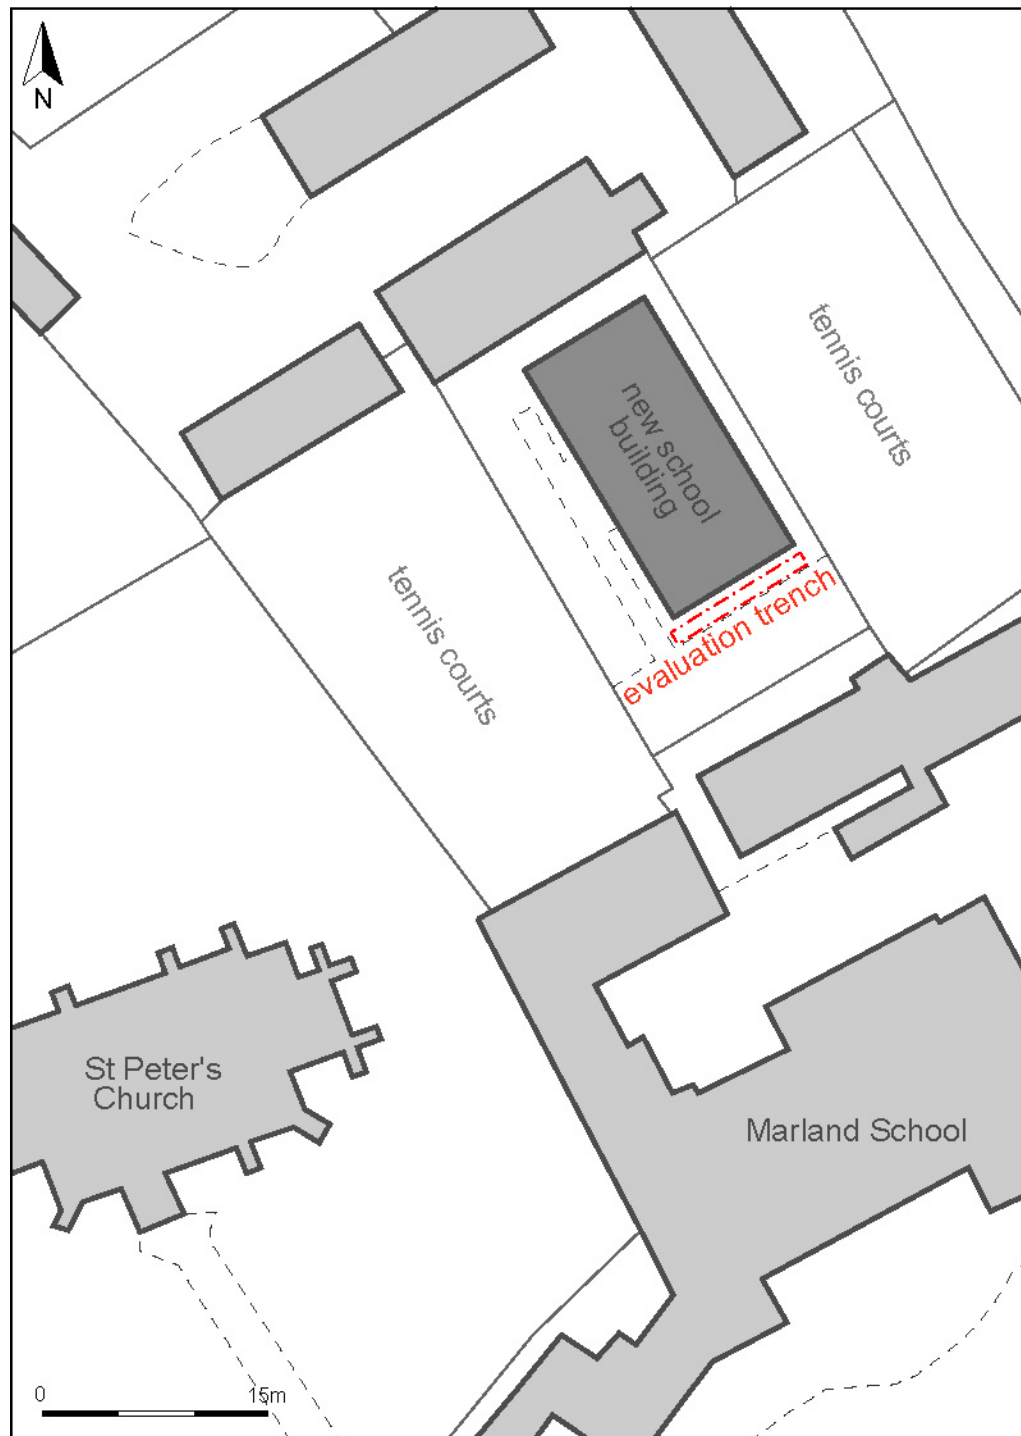 N
tennis courts
new school
building
tennis courts
evaluation trench
St Peter's
Church
Marland School
0 15m